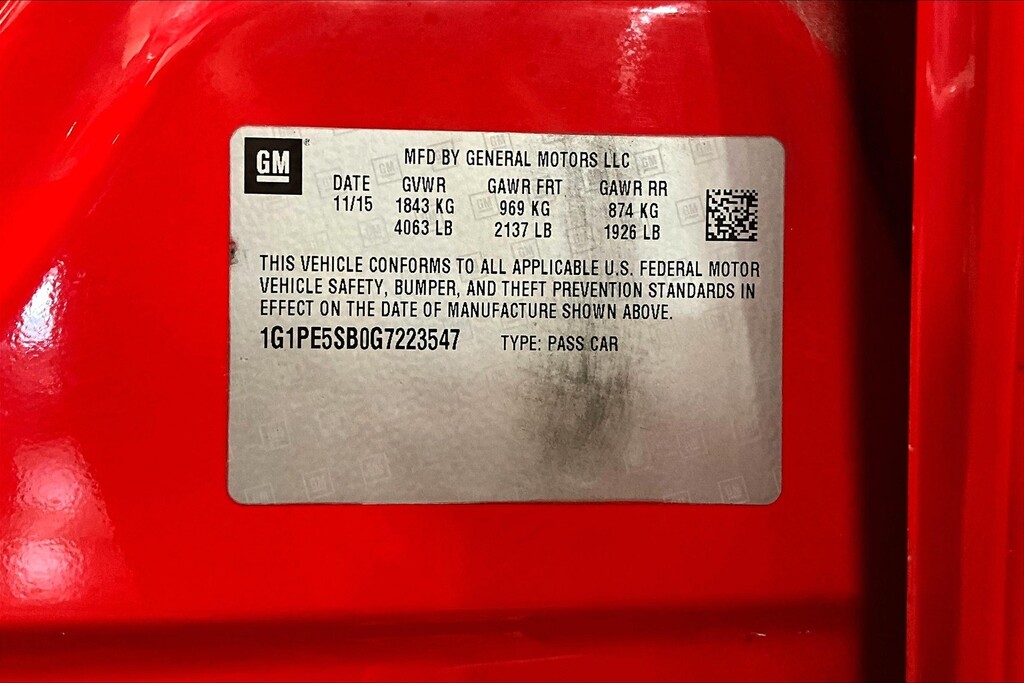 GM
MFD BY GENERAL MOTORS LLC
DATE GVWR GAWR FRT GAWR RR
11/15 1843 KG 969 KG 874 KG
4063 LB 2137 LB 1926 LB
THIS VEHICLE CONFORMS TO ALL APPLICABLE U.S. FEDERAL MOTOR
VEHICLE SAFETY, BUMPER, AND THEFT PREVENTION STANDARDS IN
EFFECT ON THE DATE OF MANUFACTURE SHOWN ABOVE.
1G1PE5SB0G7223547 TYPE: PASS CAR